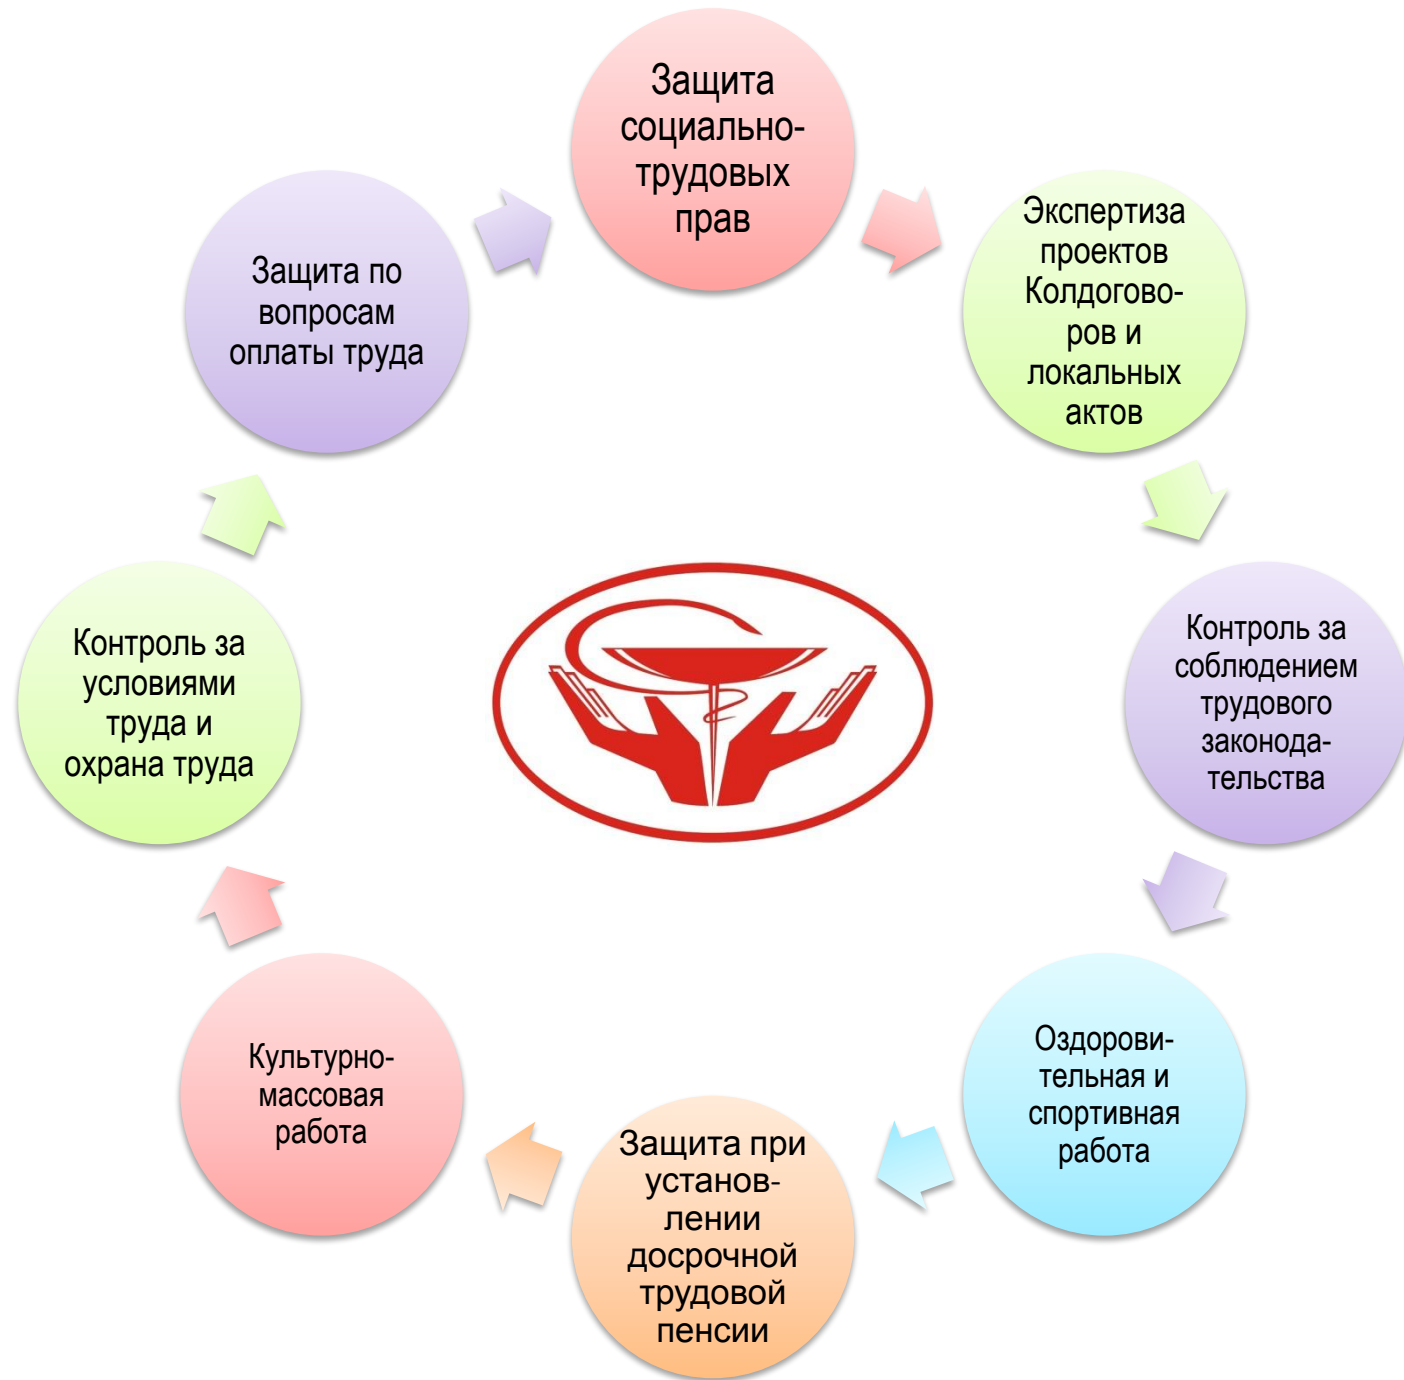 Защита
социально-
трудовых
прав
Экспертиза
проектов
Колдогово-
ров и
локальных
актов
Контроль за
соблюдением
трудового
законода-
тельства
Оздорови-
тельная и
спортивная
работа
Защита при
установ-
лении
досрочной
трудовой
пенсии
Культурно-
массовая
работа
Контроль за
условиями
труда и
охрана труда
Защита по
вопросам
оплаты труда